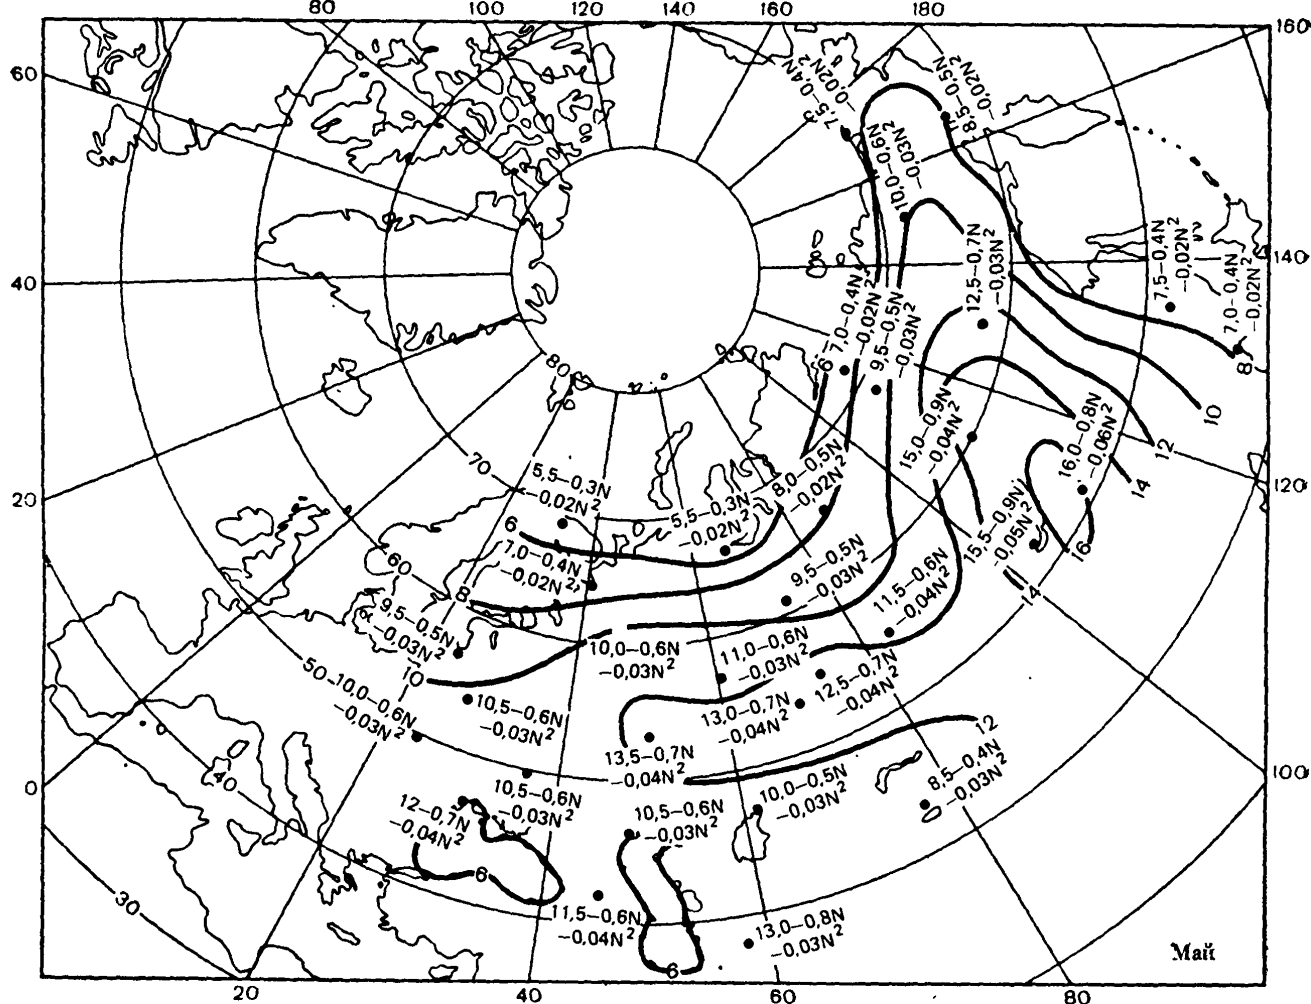 80
100
120
140
160
180
160
60
40
20
0
140
120
100
20
40
60
80
80
70
60
50
40
30
7,5–0,4N
–0,02N²
8,5–0,5N
–0,02N²
10,0–0,6N
–0,03N²
12,5–0,7N
–0,03N²
7,5–0,4N
–0,02N²
7,0–0,4N
–0,02N²
8
7,0–0,4N
–0,02N²
9,5–0,5N
–0,03N²
6
10
12
14
16,0–0,8N
–0,06N²
15,0–0,9N
–0,04N²
15,5–0,9N
–0,05N²
16
14
5,5–0,3N
–0,02N²
5,5–0,3N
–0,02N²
8,0–0,5N
–0,02N²
6
7,0–0,4N
–0,02N²
8
9,5–0,5N
–0,03N²
9,5–0,5N
–0,03N²
11,5–0,6N
–0,04N²
10
10,0–0,6N
–0,03N²
11,0–0,6N
–0,03N²
12,5–0,7N
–0,04N²
10,0–0,6N
–0,03N²
10,5–0,6N
–0,03N²
13,0–0,7N
–0,04N²
12
13,5–0,7N
–0,04N²
10,5–0,6N
–0,03N²
10,0–0,5N
–0,03N²
8,5–0,4N
–0,03N²
12–0,7N
–0,04N²
10,5–0,6N
–0,03N²
6
11,5–0,6N
–0,04N²
13,0–0,8N
–0,03N²
6
Май